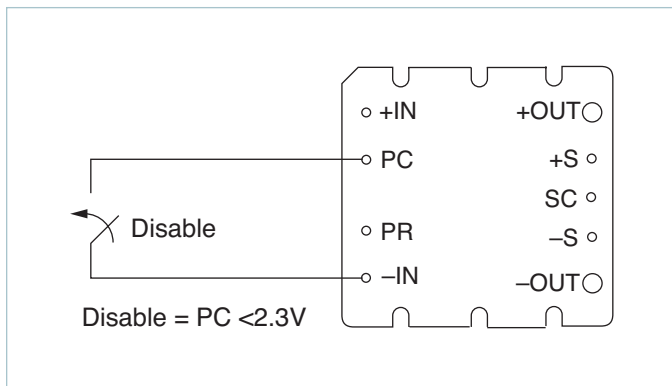 +IN
+OUT
PC
+S
SC
Disable
PR
–S
–IN
–OUT
Disable = PC <2.3V